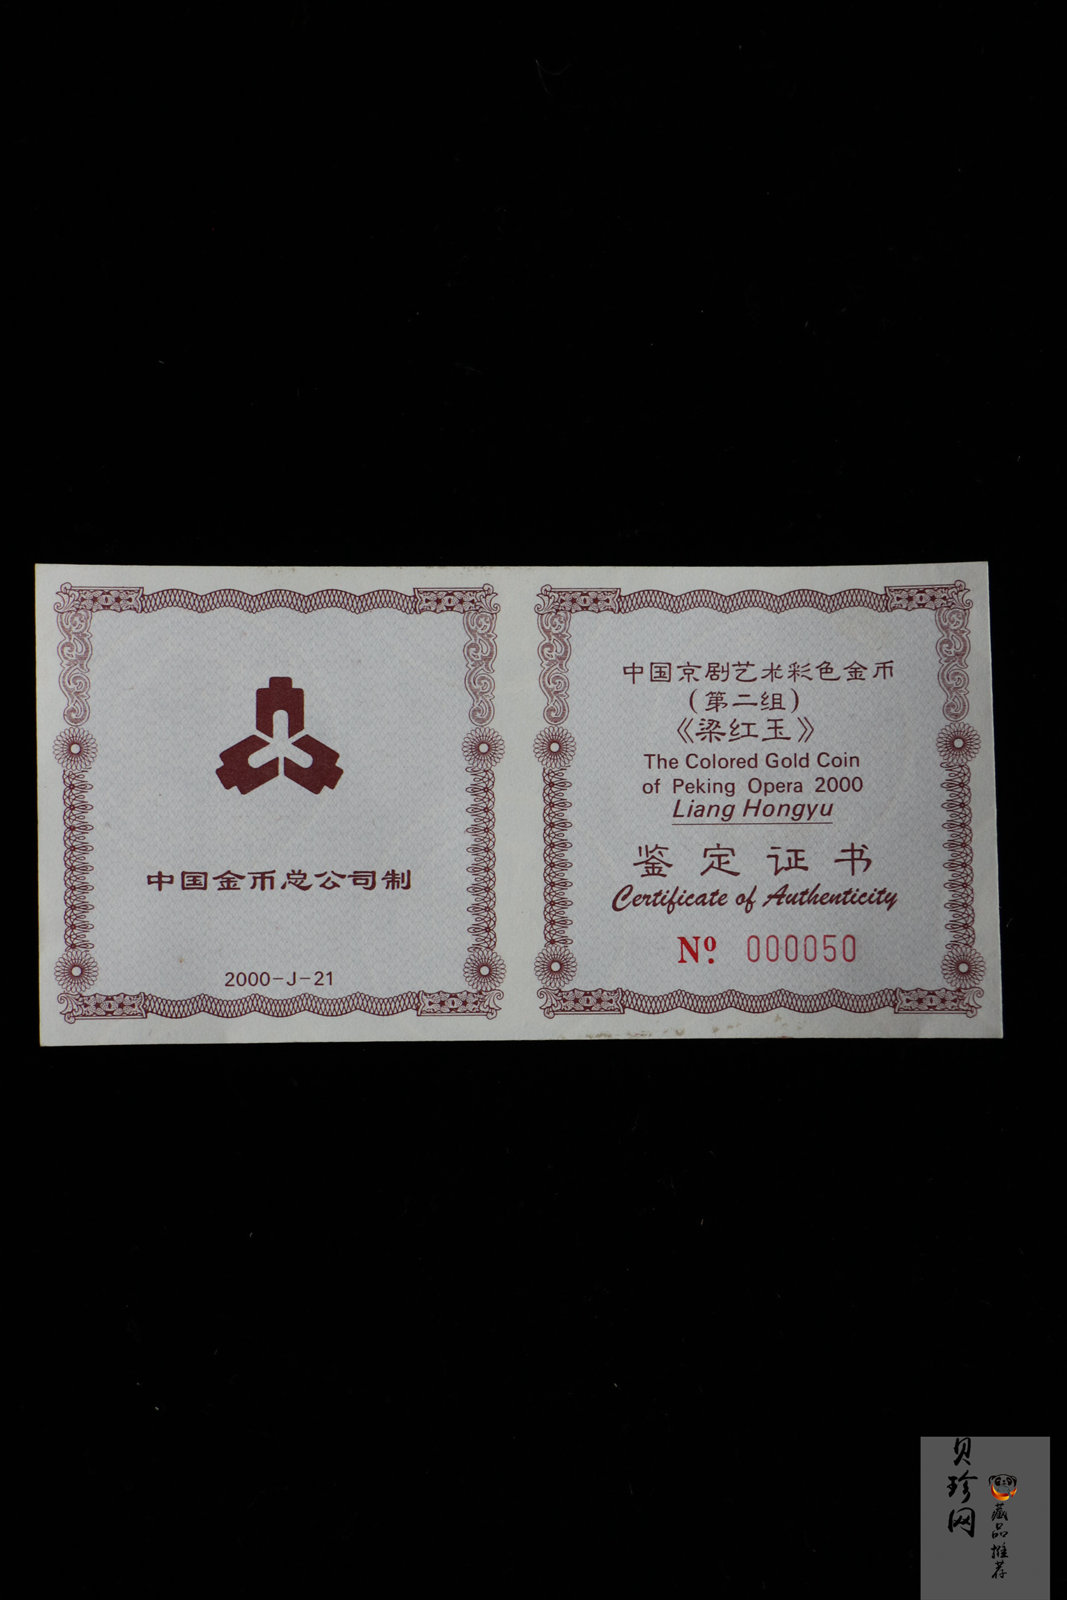 中国金币总公司制
2000-J-21
中国京剧艺术彩色金币
(第二组)
《梁红玉》
The Colored Gold Coin
of Peking Opera 2000
Liang Hongyu
鉴定证书
Certificate of Authenticity
Nº. 000050
贝珍网
藏品推荐